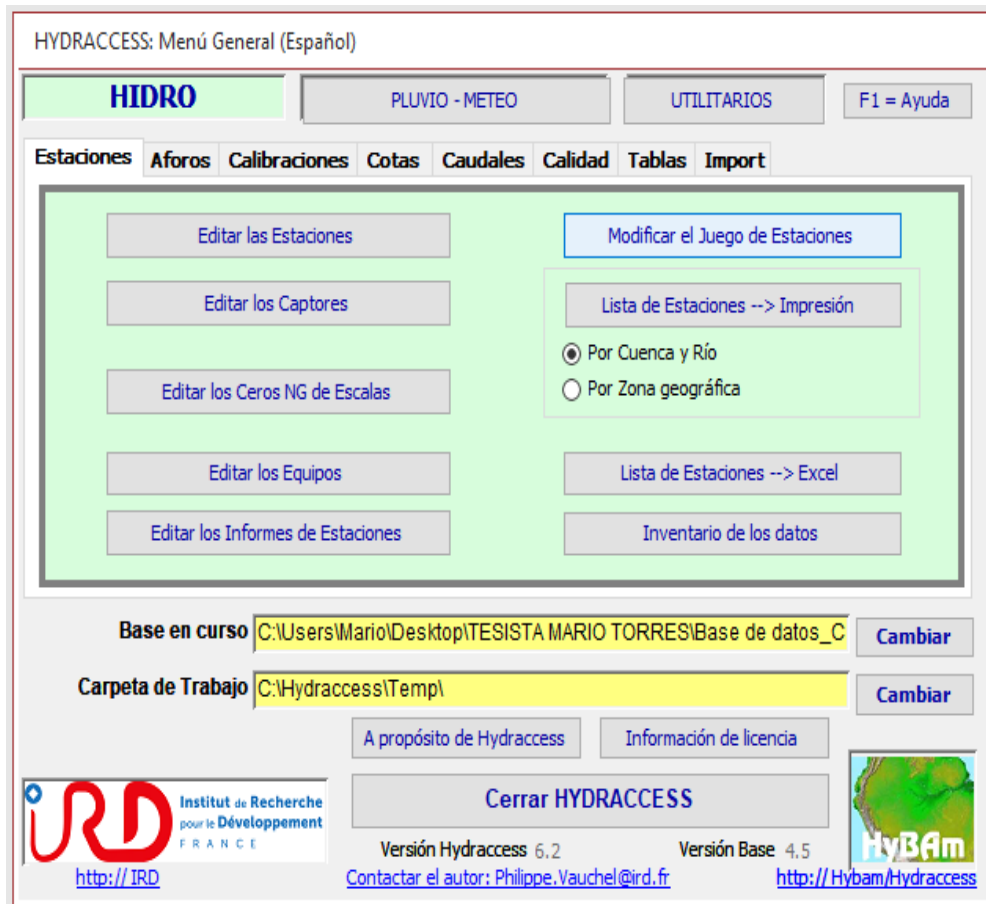 HYDRACCESS: Menú General (Español)
HIDRO
PLUVIO - METEO
UTILITARIOS
F1 = Ayuda
Estaciones Aforos Calibraciones Cotas Caudales Calidad Tablas Import
Editar las Estaciones
Modificar el Juego de Estaciones
Editar los Captores
Lista de Estaciones --> Impresión
Por Cuenca y Río
Editar los Ceros NG de Escalas
Por Zona geográfica
Editar los Equipos
Lista de Estaciones --> Excel
Editar los Informes de Estaciones
Inventario de los datos
Base en curso C:\Users\Mario\Desktop\TESISTA MARIO TORRES\Base de datos_C Cambiar
Carpeta de Trabajo C:\Hydraccess\Temp\ Cambiar
A propósito de Hydraccess
Información de licencia
IRD
Institut de Recherche
pour le Développement
FRANCE
Cerrar HYDRACCESS
HyBAm
Versión Hydraccess 6.2
Versión Base 4.5
http:// IRD
Contactar el autor: Philippe.Vauchel@ird.fr
http:// Hybam/Hydraccess